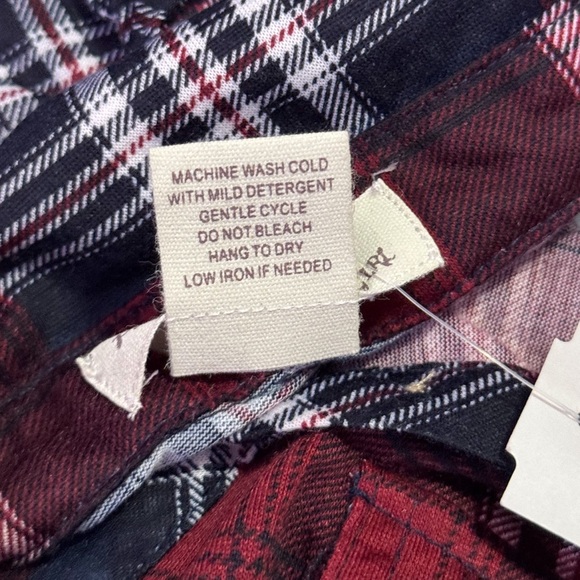 MACHINE WASH COLD
WITH MILD DETERGENT
GENTLE CYCLE
DO NOT BLEACH
HANG TO DRY
LOW IRON IF NEEDED